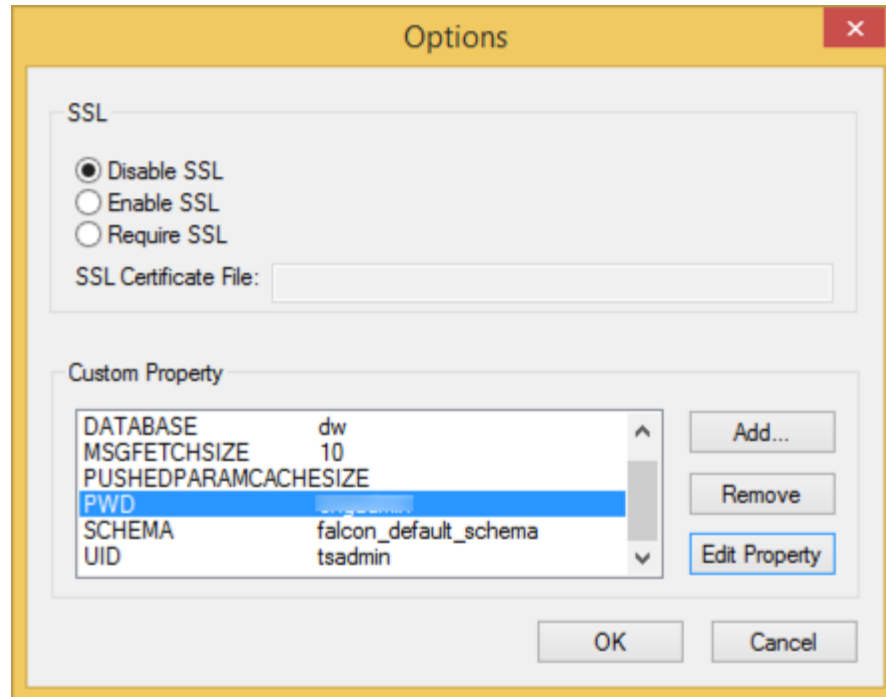 Options
SSL
Disable SSL
Enable SSL
Require SSL
SSL Certificate File:
Custom Property
DATABASE dw
MSGFETCHSIZE 10
PUSHEDPARAMCACHESIZE
PWD
SCHEMA falcon_default_schema
UID tsadmin
Add...
Remove
Edit Property
OK
Cancel